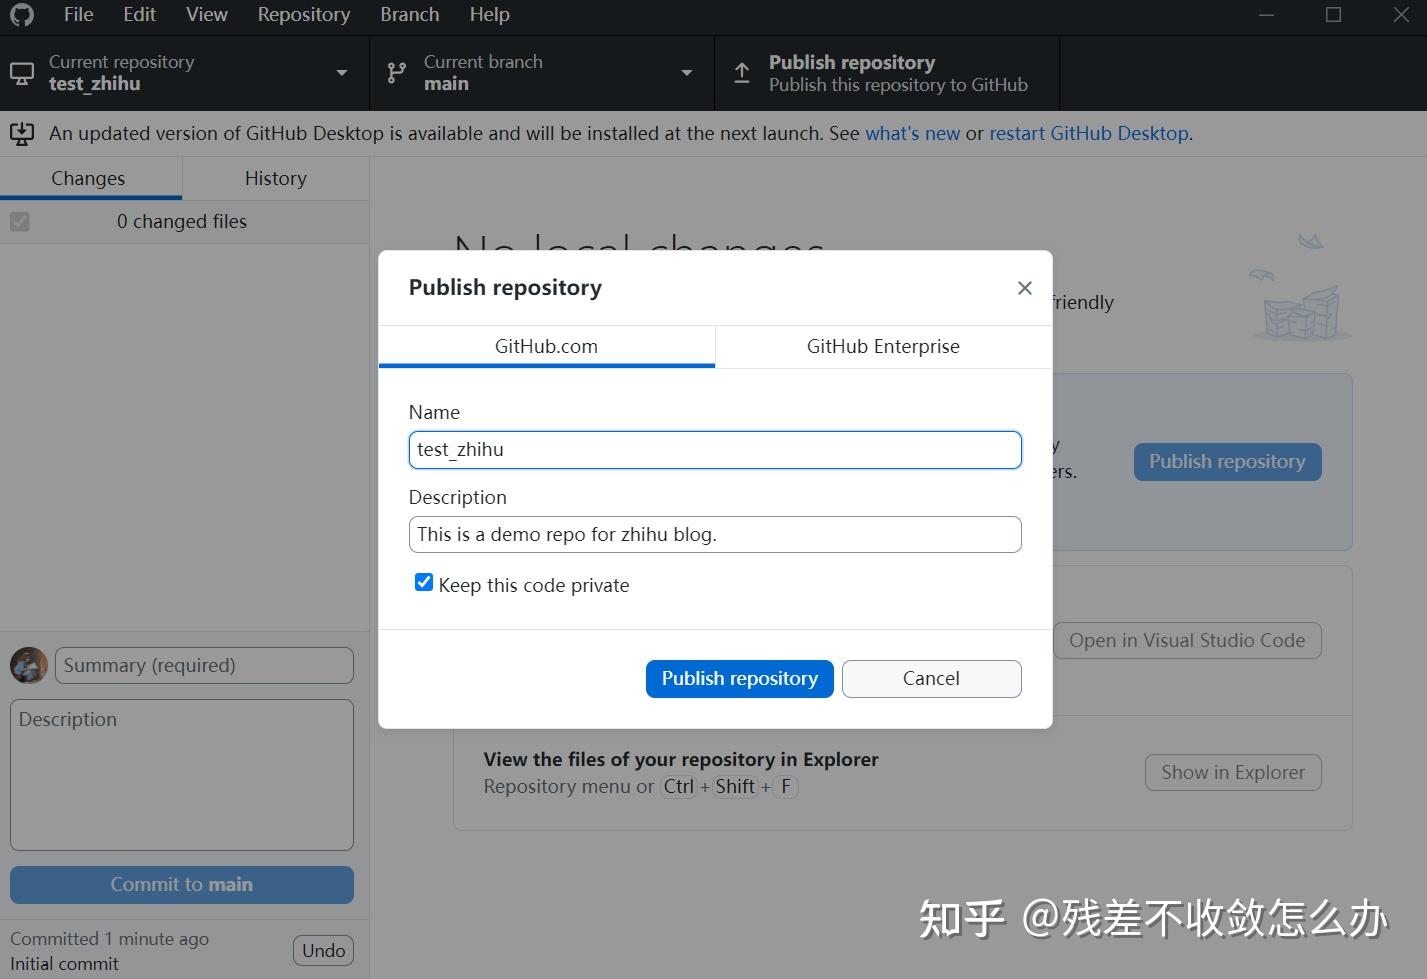 File Edit View Repository Branch Help
Current repository
test_zhihu
Current branch
main
Publish repository
Publish this repository to GitHub
An updated version of GitHub Desktop is available and will be installed at the next launch. See what's new or restart GitHub Desktop.
Changes History
0 changed files
No local changes
friendly
Publish repository
GitHub.com GitHub Enterprise
Name
test_zhihu
Description
This is a demo repo for zhihu blog.
Keep this code private
Publish repository Cancel
y
ers.
Publish repository
Open in Visual Studio Code
View the files of your repository in Explorer
Repository menu or Ctrl + Shift + F
Show in Explorer
Summary (required)
Description
Commit to main
Committed 1 minute ago
Initial commit
Undo
知乎 @残差不收敛怎么办